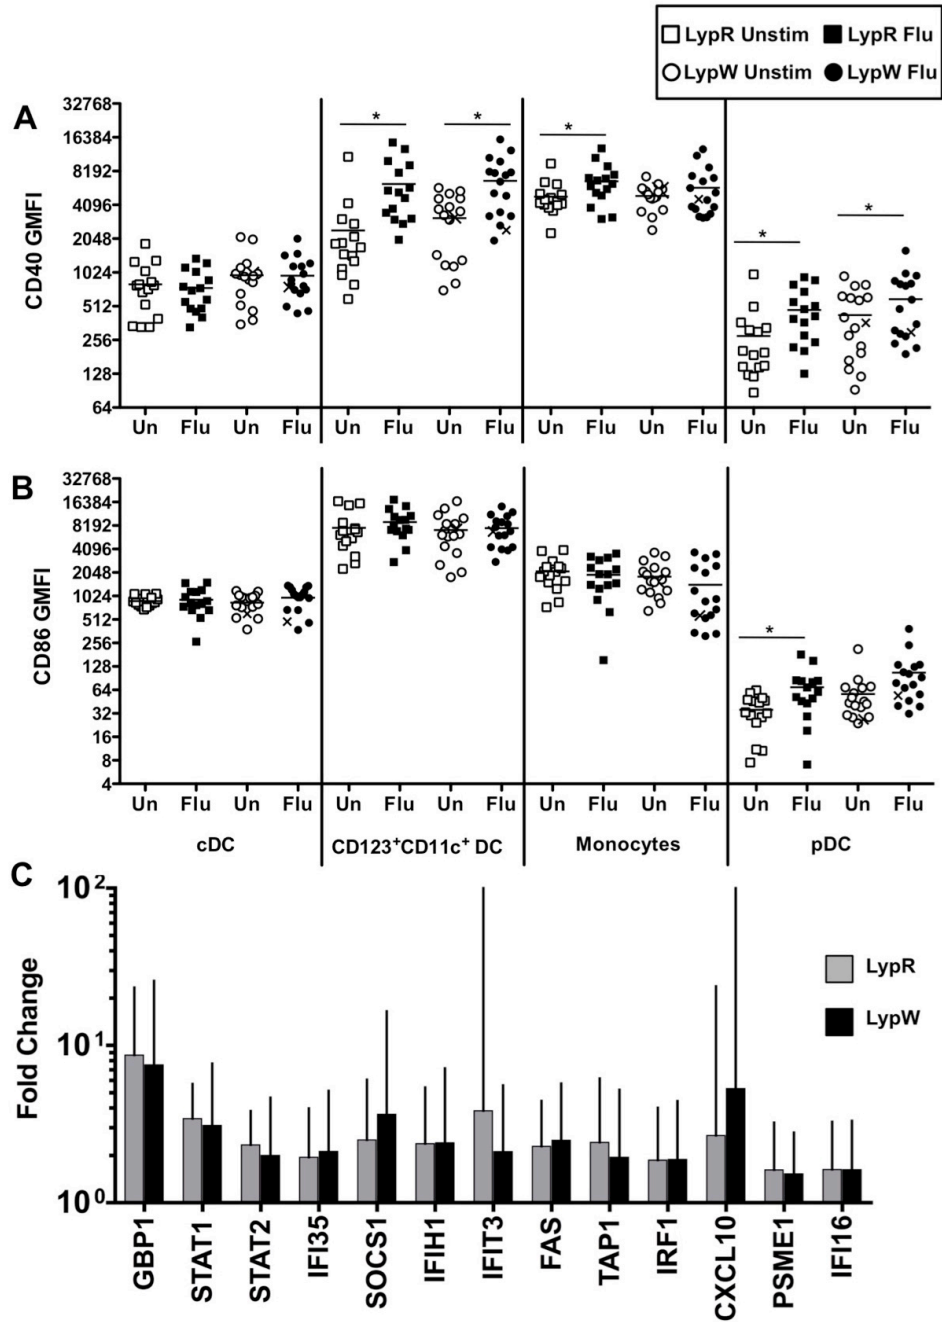 LypR Unstim LypR Flu
LypW Unstim LypW Flu
A
CD40 GMFI
32768
16384
8192
4096
2048
1024
512
256
128
64
* * * * *
Un Flu Un Flu Un Flu Un Flu Un Flu Un Flu Un Flu Un Flu
B
CD86 GMFI
32768
16384
8192
4096
2048
1024
512
256
128
64
32
16
8
4
*
Un Flu Un Flu Un Flu Un Flu Un Flu Un Flu Un Flu Un Flu
cDC CD123⁺CD11c⁺ DC Monocytes pDC
C
Fold Change
10²
10¹
10⁰
LypR
LypW
GBP1 STAT1 STAT2 IFI35 SOCS1 IFIH1 IFIT3 FAS TAP1 IRF1 CXCL10 PSME1 IFI16